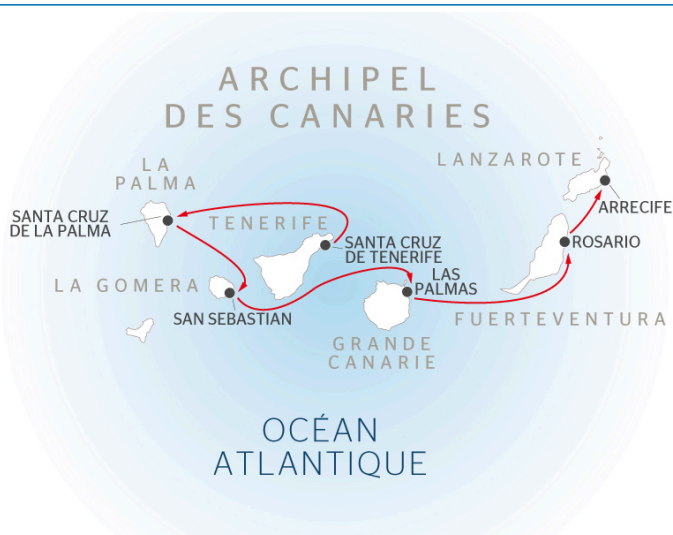 ARCHIPEL
DES CANARIES
LANZAROTE
LA
PALMA
ARRECIFE
SANTA CRUZ
DE LA PALMA
TENERIFE
SANTA CRUZ
DE TENERIFE
ROSARIO
LAS
PALMAS
LA GOMERA
SAN SEBASTIAN
FUERTEVENTURA
GRANDE
CANARIE
OCÉAN
ATLANTIQUE